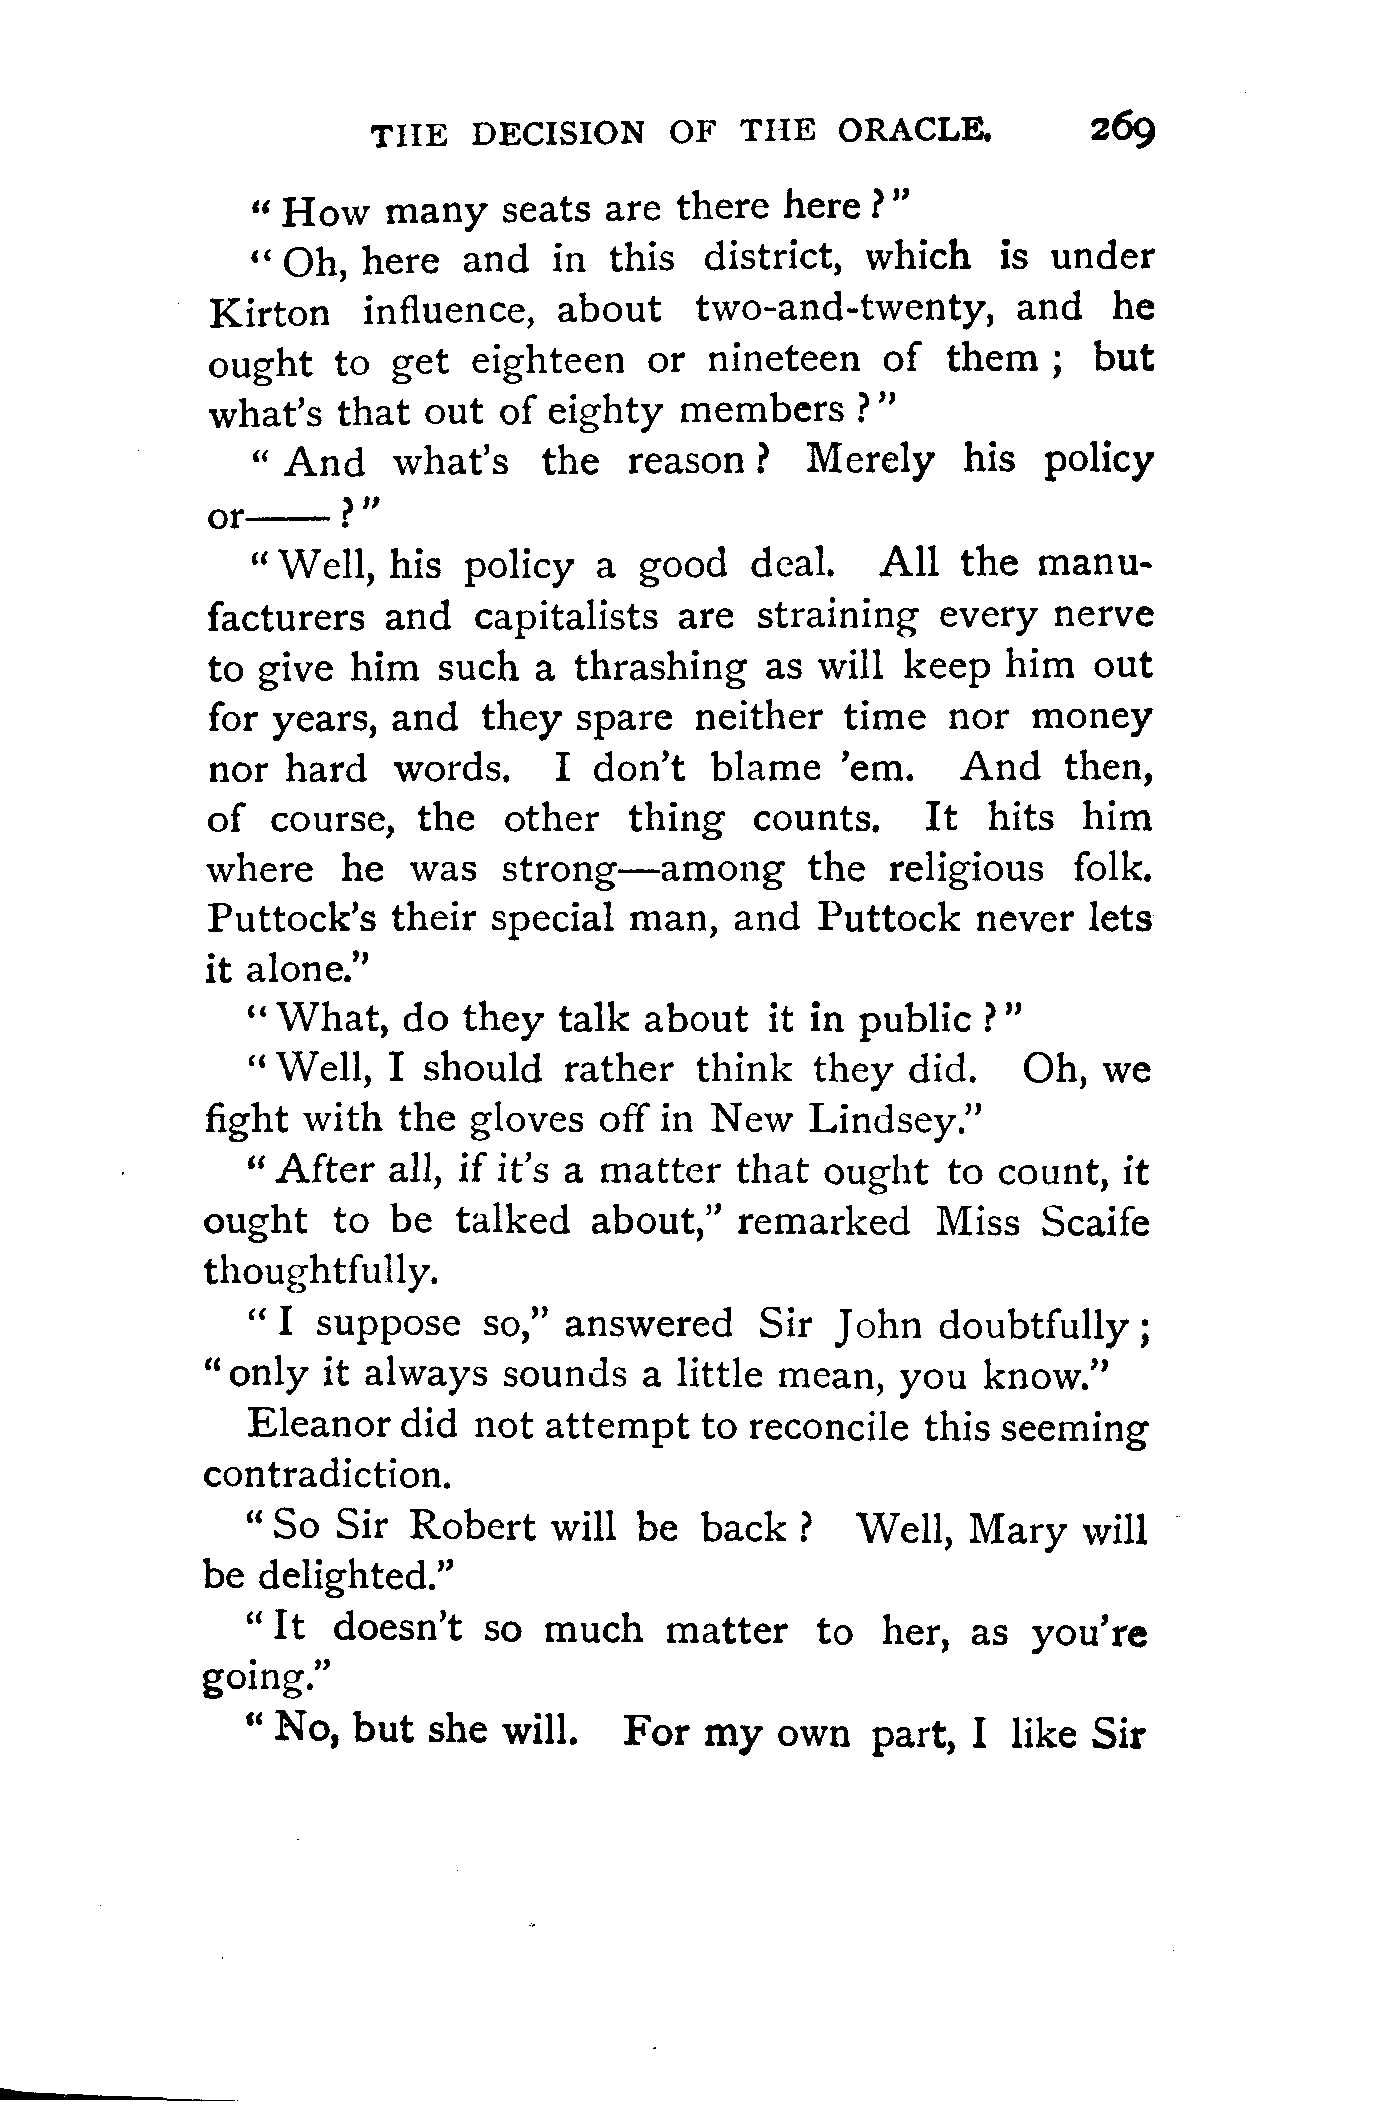 THE DECISION OF THE ORACLE. 269
" How many seats are there here ? "
" Oh, here and in this district, which is under
Kirton influence, about two-and-twenty, and he
ought to get eighteen or nineteen of them ; but
what's that out of eighty members ? "
" And what's the reason ? Merely his policy
or—— ? "
" Well, his policy a good deal. All the manu-
facturers and capitalists are straining every nerve
to give him such a thrashing as will keep him out
for years, and they spare neither time nor money
nor hard words. I don't blame 'em. And then,
of course, the other thing counts. It hits him
where he was strong—among the religious folk.
Puttock's their special man, and Puttock never lets
it alone."
" What, do they talk about it in public ? "
" Well, I should rather think they did. Oh, we
fight with the gloves off in New Lindsey."
" After all, if it's a matter that ought to count, it
ought to be talked about," remarked Miss Scaife
thoughtfully.
" I suppose so," answered Sir John doubtfully ;
" only it always sounds a little mean, you know."
Eleanor did not attempt to reconcile this seeming
contradiction.
" So Sir Robert will be back ? Well, Mary will
be delighted."
" It doesn't so much matter to her, as you're
going."
" No, but she will. For my own part, I like Sir